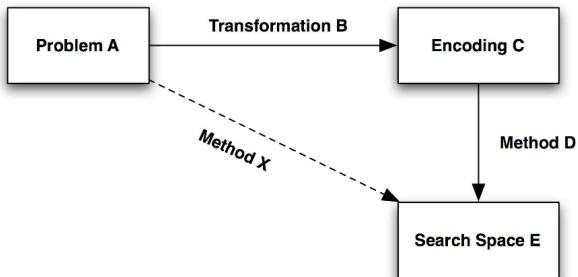 Problem A
Transformation B
Encoding C
Method X
Method D
Search Space E